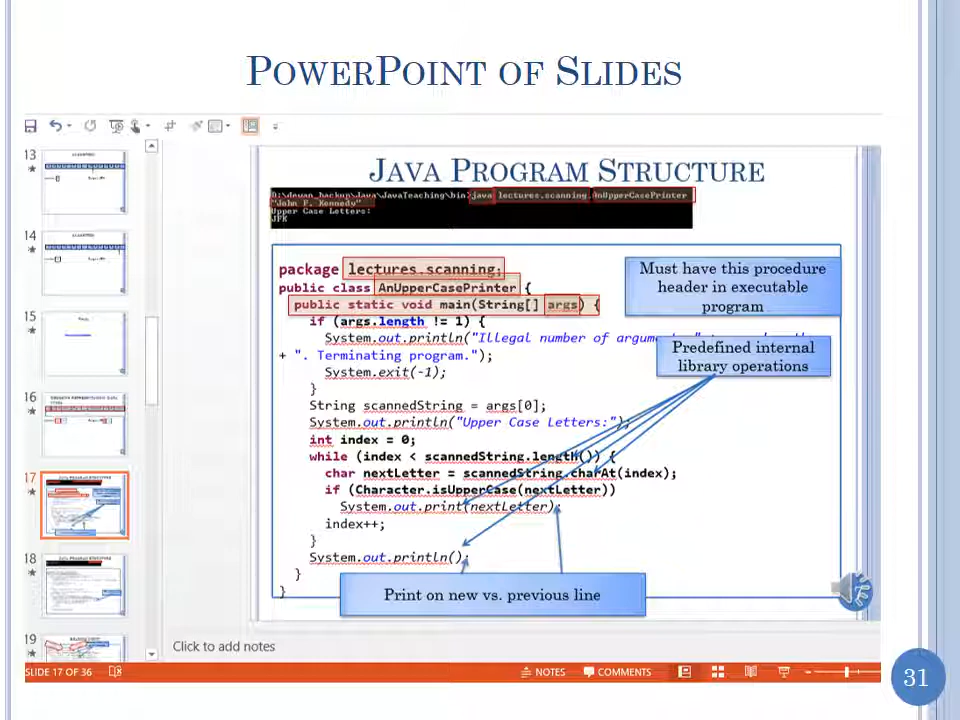 POWERPOINT OF SLIDES
13
14
15
16
17
18
19
JAVA PROGRAM STRUCTURE
D:\dewan_backup\Java\JavaTeaching\bin>java lectures.scanning.AnUpperCasePrinter
"John F. Kennedy"
Upper Case Letters:
JFK
package lectures.scanning;
public class AnUpperCasePrinter {
public static void main(String[] args) {
if (args.length != 1) {
System.out.println("Illegal number of
+ ". Terminating program.");
System.exit(-1);
}
String scannedString = args[0];
System.out.println("Upper Case Letters:");
int index = 0;
while (index < scannedString.length()) {
char nextLetter = scannedString.charAt(index);
if (Character.isUpperCase(nextLetter))
System.out.print(nextLetter);
index++;
}
System.out.println();
}
}
Must have this procedure
header in executable
program
Predefined internal
library operations
Print on new vs. previous line
Click to add notes
SLIDE 17 OF 36
NOTES
COMMENTS
31